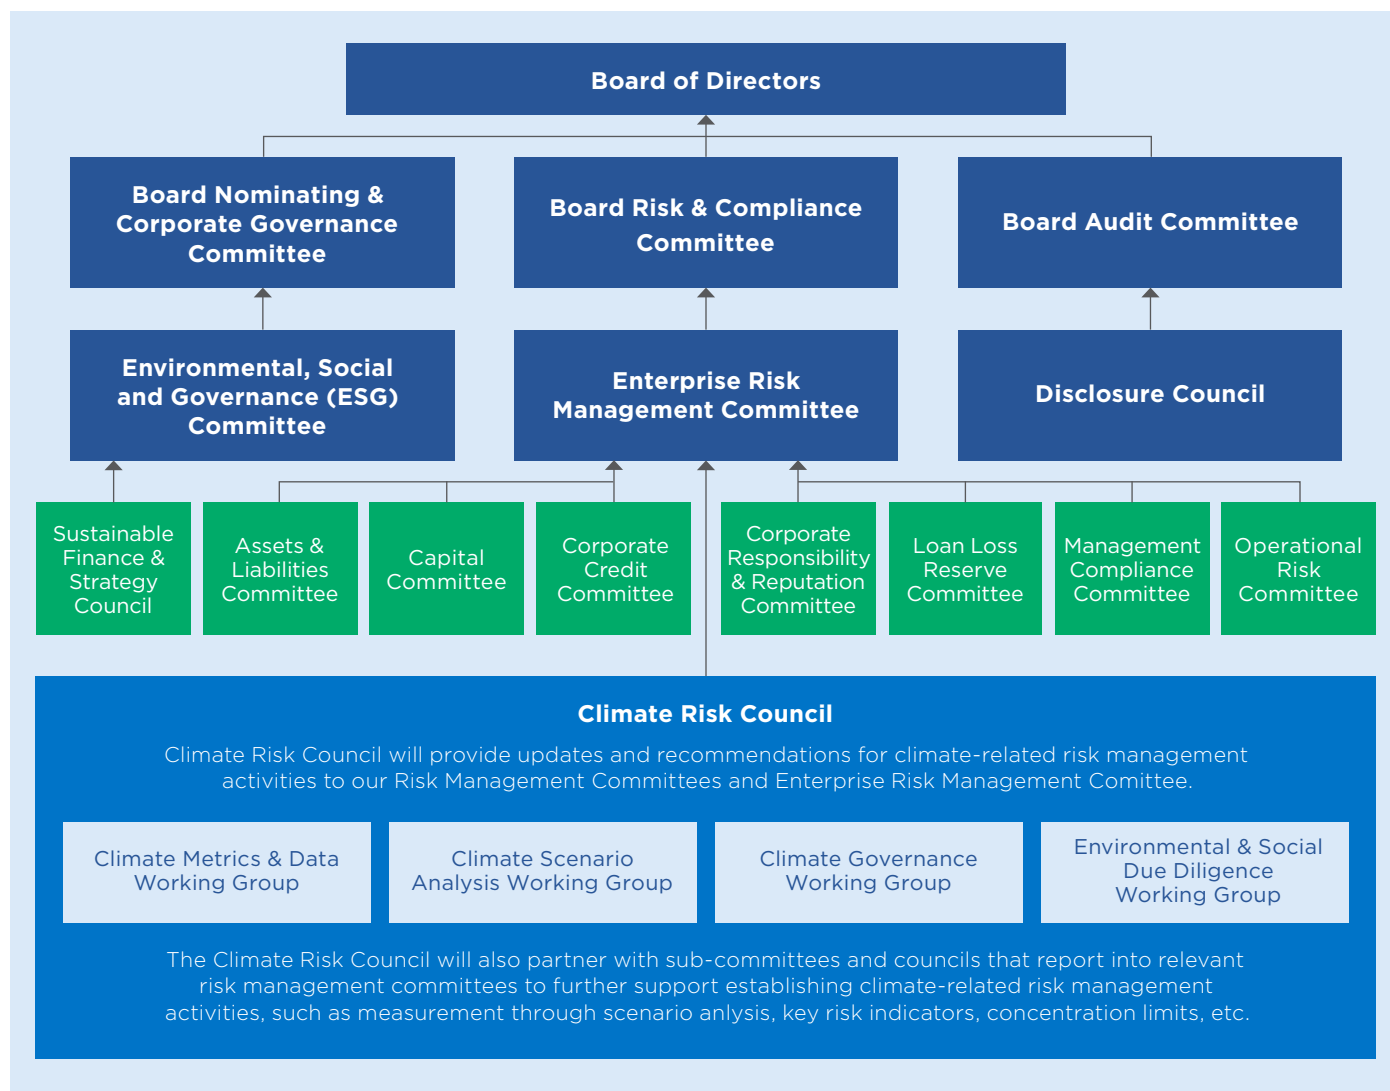 Board of Directors
Board Nominating &
Corporate Governance
Committee
Board Risk & Compliance
Committee
Board Audit Committee
Environmental, Social
and Governance (ESG)
Committee
Enterprise Risk
Management Committee
Disclosure Council
Sustainable
Finance &
Strategy
Council
Assets &
Liabilities
Committee
Capital
Committee
Corporate
Credit
Committee
Corporate
Responsibility
& Reputation
Committee
Loan Loss
Reserve
Committee
Management
Compliance
Committee
Operational
Risk
Committee
Climate Risk Council
Climate Risk Council will provide updates and recommendations for climate-related risk management
activities to our Risk Management Committees and Enterprise Risk Management Comittee.
Climate Metrics & Data
Working Group
Climate Scenario
Analysis Working Group
Climate Governance
Working Group
Environmental & Social
Due Diligence
Working Group
The Climate Risk Council will also partner with sub-committees and councils that report into relevant
risk management committees to further support establishing climate-related risk management
activities, such as measurement through scenario anlysis, key risk indicators, concentration limits, etc.